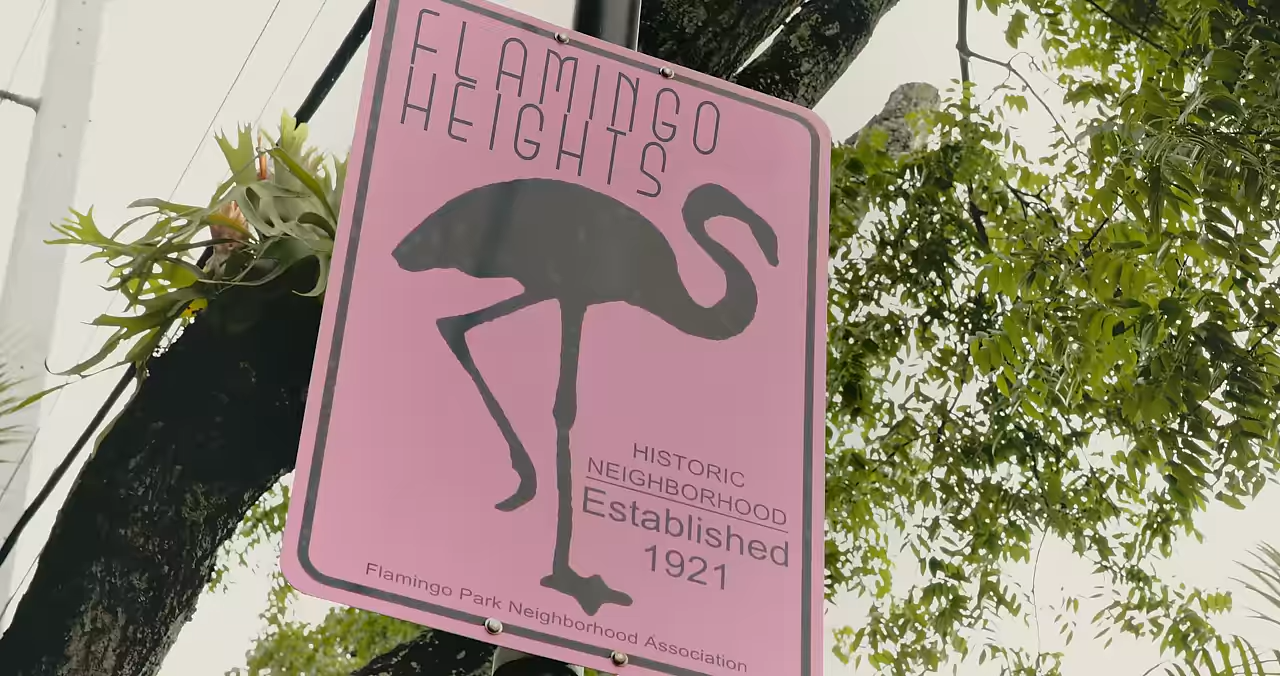 FLAMINGO
HEIGHTS
HISTORIC
NEIGHBORHOOD
Established
1921
Flamingo Park Neighborhood Association